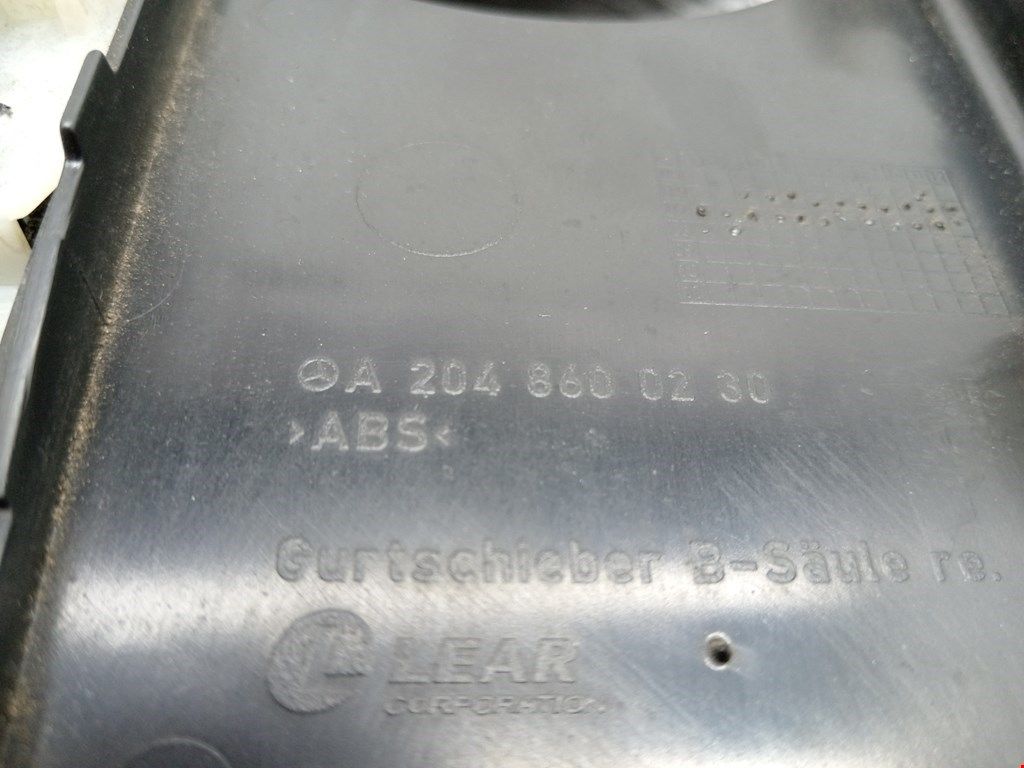 A 204 860 02 30
>ABS<
Gurtschieber B-Säule re.
LEAR
CORPORATION